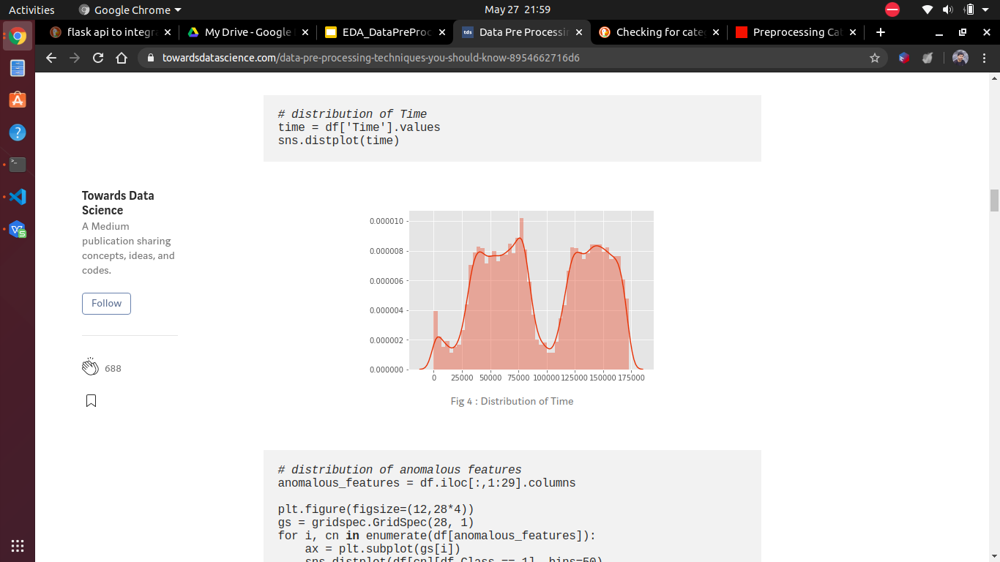 Activities
Google Chrome
May 27 21:59
flask api to integra
My Drive - Google
EDA_DataPrePro
Data Pre Processin
Checking for cate
Preprocessing Cat
towardsdatascience.com/data-pre-processing-techniques-you-should-know-8954662716d6
# distribution of Time
time = df['Time'].values
sns.distplot(time)
Towards Data
Science
A Medium
publication sharing
concepts, ideas, and
codes.
Follow
688
0.000010
0.000008
0.000006
0.000004
0.000002
0.000000
0 25000 50000 75000 100000 125000 150000 175000
Fig 4 : Distribution of Time
# distribution of anomalous features
anomalous_features = df.iloc[:,1:29].columns
plt.figure(figsize=(12,28*4))
gs = gridspec.GridSpec(28, 1)
for i, cn in enumerate(df[anomalous_features]):
ax = plt.subplot(gs[i])
sns.distplot(df[cn][df.Class == 1], bins=50)